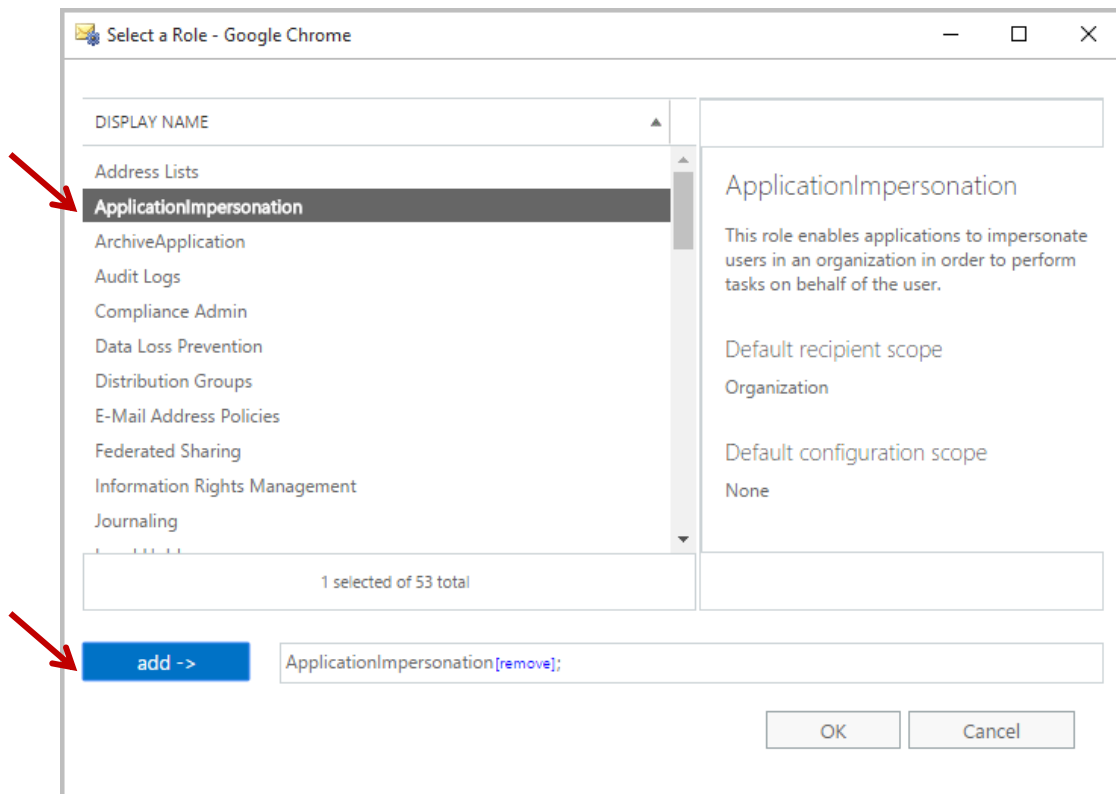 Select a Role - Google Chrome
DISPLAY NAME
Address Lists
ApplicationImpersonation
ArchiveApplication
Audit Logs
Compliance Admin
Data Loss Prevention
Distribution Groups
E-Mail Address Policies
Federated Sharing
Information Rights Management
Journaling
1 selected of 53 total
ApplicationImpersonation
This role enables applications to impersonate
users in an organization in order to perform
tasks on behalf of the user.
Default recipient scope
Organization
Default configuration scope
None
add ->
ApplicationImpersonation[remove];
OK
Cancel